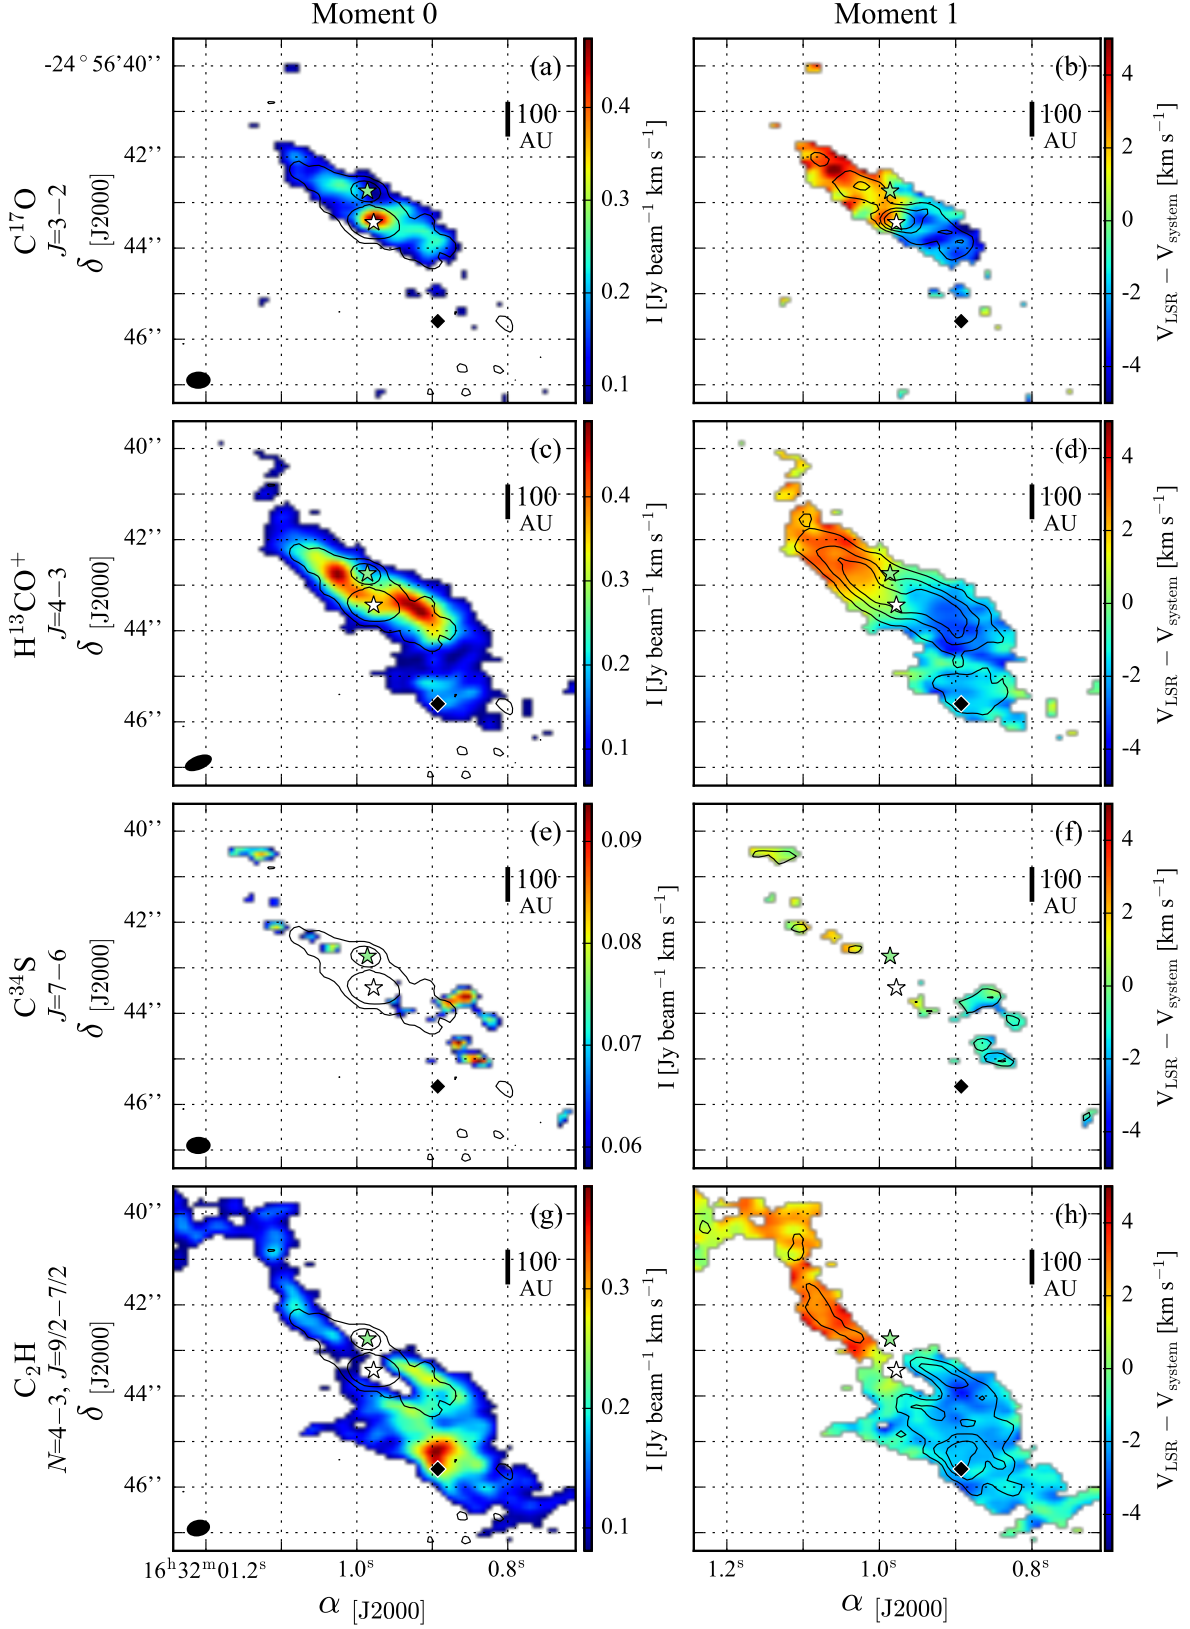 Moment 0 Moment 1
-24°56'40''
42''
44''
46''
C¹⁷O
J=3−2
δ [J2000]
(a)
100
AU
0.4
0.3
0.2
0.1
I [Jy beam⁻¹ km s⁻¹]
(b)
100
AU
4
2
0
-2
-4
V_LSR − V_system [km s⁻¹]
40''
42''
44''
46''
H¹³CO⁺
J=4−3
δ [J2000]
(c)
100
AU
0.4
0.3
0.2
0.1
I [Jy beam⁻¹ km s⁻¹]
(d)
100
AU
4
2
0
-2
-4
V_LSR − V_system [km s⁻¹]
40''
42''
44''
46''
C³⁴S
J=7−6
δ [J2000]
(e)
100
AU
0.09
0.08
0.07
0.06
I [Jy beam⁻¹ km s⁻¹]
(f)
100
AU
4
2
0
-2
-4
V_LSR − V_system [km s⁻¹]
40''
42''
44''
46''
C₂H
N=4−3, J=9/2−7/2
δ [J2000]
(g)
100
AU
0.3
0.2
0.1
I [Jy beam⁻¹ km s⁻¹]
(h)
100
AU
4
2
0
-2
-4
V_LSR − V_system [km s⁻¹]
16ʰ32ᵐ01.2ˢ 1.0ˢ 0.8ˢ 1.2ˢ 1.0ˢ 0.8ˢ
α [J2000] α [J2000]